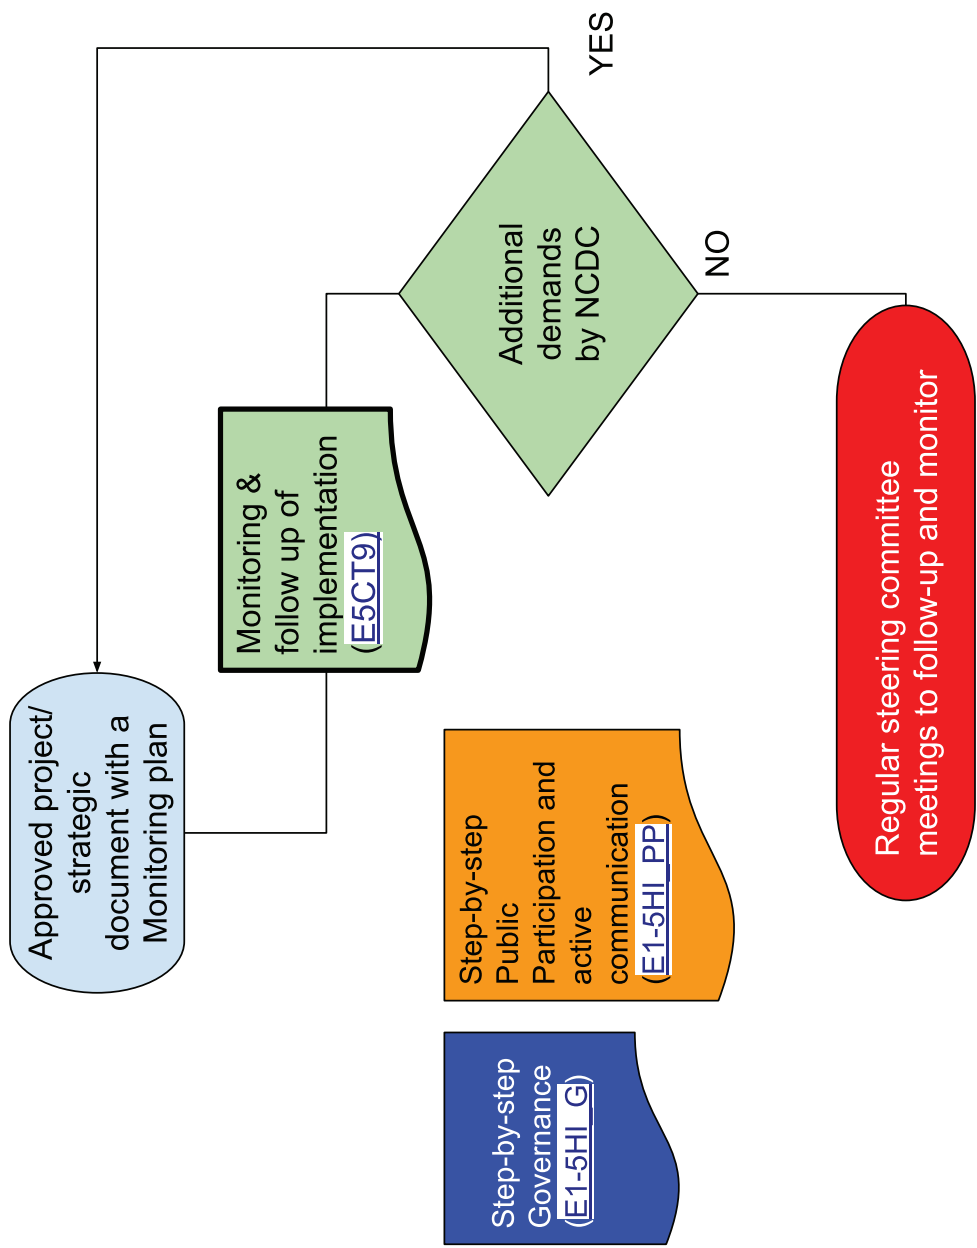 Approved project/
strategic
document with a
Monitoring plan
Monitoring &
follow up of
implementation
(E5CT9)
Additional
demands
by NCDC
YES
NO
Regular steering committee
meetings to follow-up and monitor
Step-by-step
Public
Participation and
active
communication
(E1-5HI_PP)
Step-by-step
Governance
(E1-5HI_G)